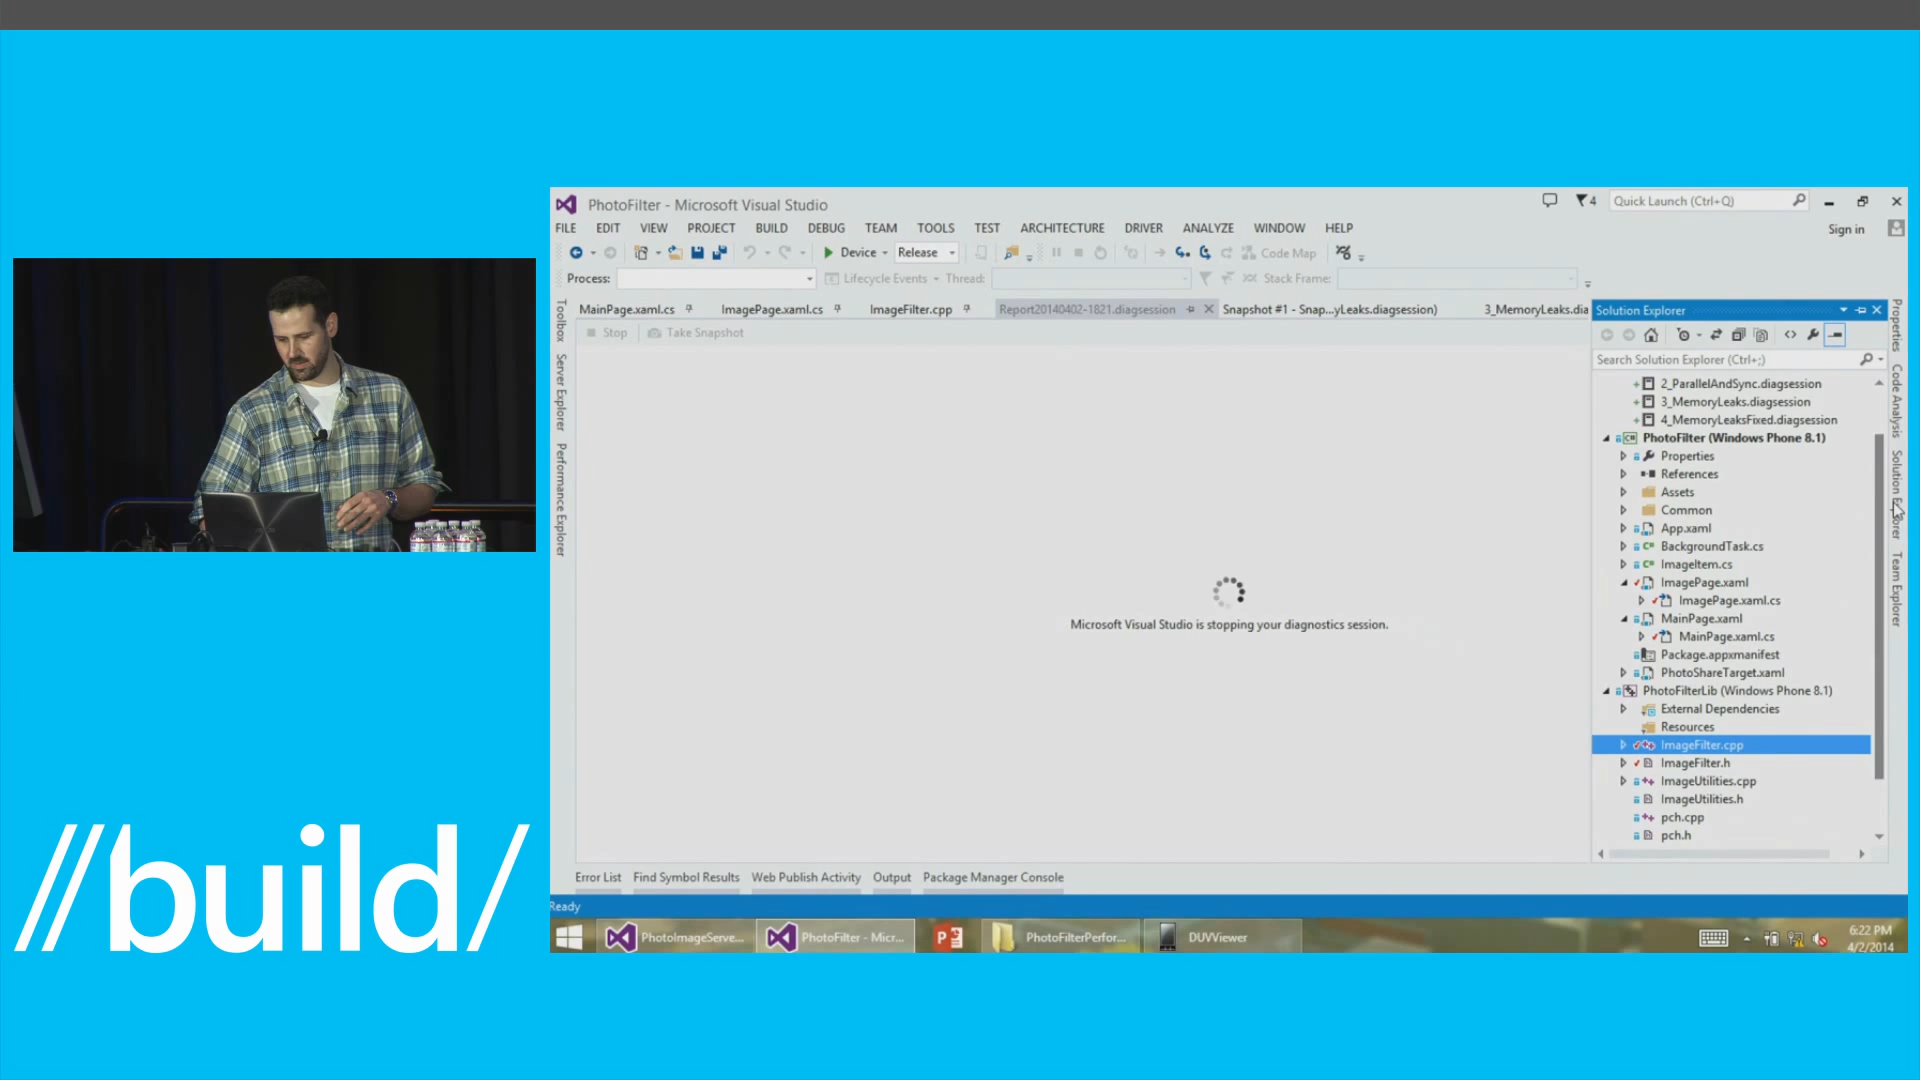 PhotoFilter - Microsoft Visual Studio
4
Quick Launch (Ctrl+Q)
FILE EDIT VIEW PROJECT BUILD DEBUG TEAM TOOLS TEST ARCHITECTURE DRIVER ANALYZE WINDOW HELP
Sign in
Device Release Code Map
Process: Lifecycle Events Thread: Stack Frame:
MainPage.xaml.cs ImagePage.xaml.cs ImageFilter.cpp Report20140402-1821.diagsession Snapshot #1 - Snap...yLeaks.diagsession) 3_MemoryLeaks.dia
Stop Take Snapshot
Toolbox
Server Explorer
Performance Explorer
Microsoft Visual Studio is stopping your diagnostics session.
Solution Explorer
Search Solution Explorer (Ctrl+;)
2_ParallelAndSync.diagsession
3_MemoryLeaks.diagsession
4_MemoryLeaksFixed.diagsession
PhotoFilter (Windows Phone 8.1)
Properties
References
Assets
Common
App.xaml
BackgroundTask.cs
ImageItem.cs
ImagePage.xaml
ImagePage.xaml.cs
MainPage.xaml
MainPage.xaml.cs
Package.appxmanifest
PhotoShareTarget.xaml
PhotoFilterLib (Windows Phone 8.1)
External Dependencies
Resources
ImageFilter.cpp
ImageFilter.h
ImageUtilities.cpp
ImageUtilities.h
pch.cpp
pch.h
Properties
Code Analysis
Solution Explorer
Team Explorer
Error List Find Symbol Results Web Publish Activity Output Package Manager Console
Ready
PhotoImageServe... PhotoFilter - Micr... PhotoFilterPerfor... DUVViewer
6:22 PM
4/2/2014
//build/